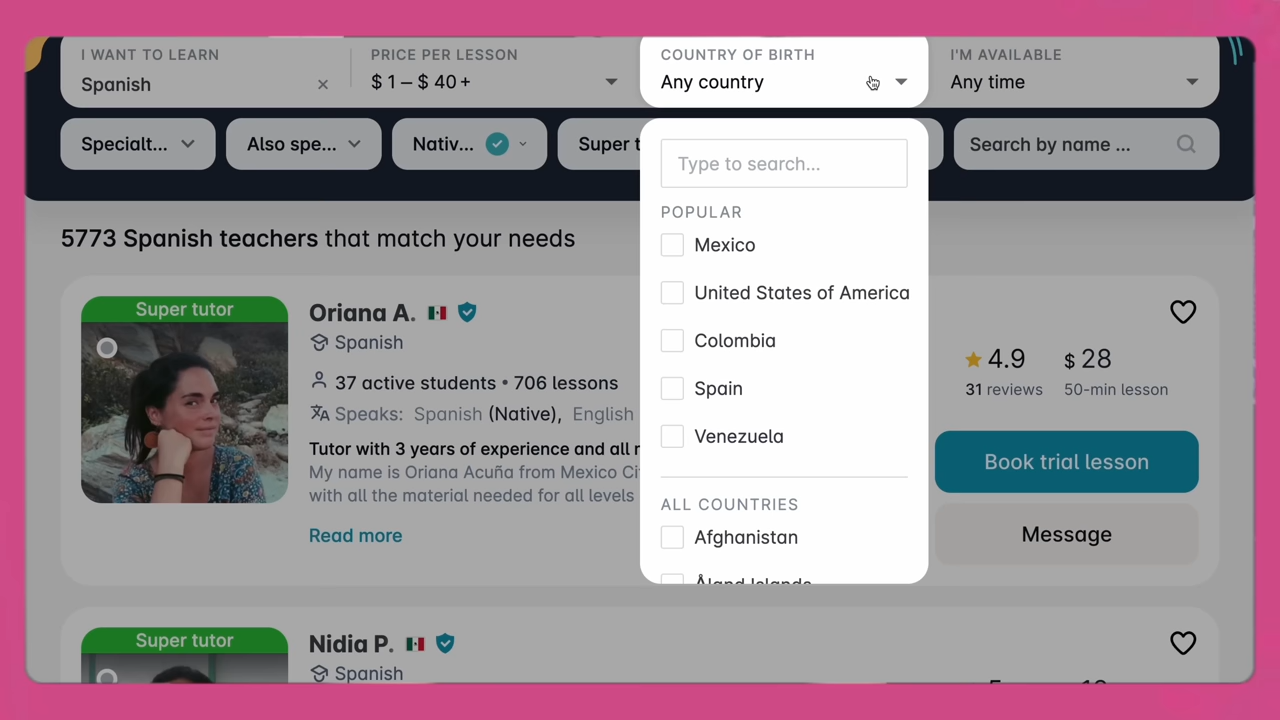 I WANT TO LEARN
Spanish
PRICE PER LESSON
$ 1 – $ 40 +
COUNTRY OF BIRTH
Any country
I'M AVAILABLE
Any time
Specialt...
Also spe...
Nativ...
Super t
Search by name ...
Type to search...
POPULAR
Mexico
United States of America
Colombia
Spain
Venezuela
ALL COUNTRIES
Afghanistan
Åland Islands
5773 Spanish teachers that match your needs
Super tutor
Oriana A.
Spanish
37 active students • 706 lessons
Speaks: Spanish (Native), English
Tutor with 3 years of experience and all
My name is Oriana Acuña from Mexico Ci
with all the material needed for all levels
Read more
4.9
31 reviews
$ 28
50-min lesson
Book trial lesson
Message
Super tutor
Nidia P.
Spanish